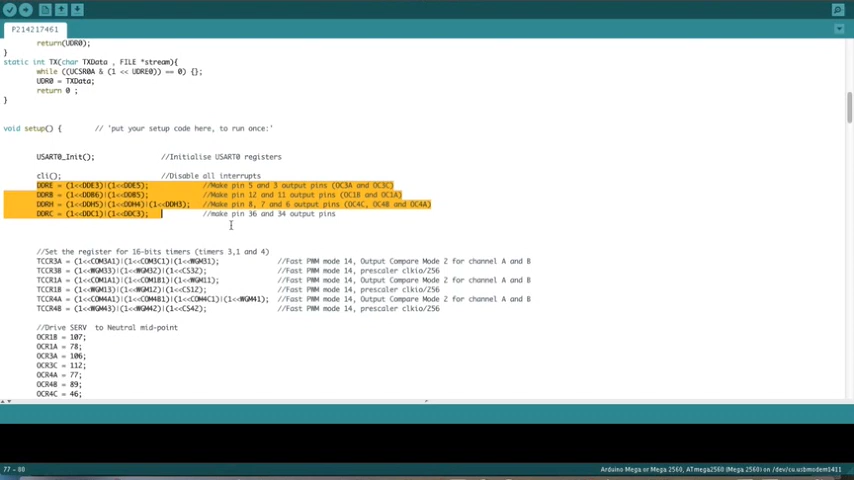 P214217461
return(UDR0);
}
static int TX(char TXData , FILE *stream){
while ((UCSR0A & (1 << UDRE0)) == 0) {};
UDR0 = TXData;
return 0 ;
}
void setup() { // 'put your setup code here, to run once:'
USART0_Init(); //Initialise USART0 registers
cli(); //Disable all interrupts
DDRE = (1<<DDE3)|(1<<DDE5); //Make pin 5 and 3 output pins (OC3A and OC3C)
DDRB = (1<<DDB6)|(1<<DDB5); //Make pin 12 and 11 output pins (OC1B and OC1A)
DDRH = (1<<DDH5)|(1<<DDH4)|(1<<DDH3); //Make pin 8, 7 and 6 output pins (OC4C, OC4B and OC4A)
DDRC = (1<<DDC1)|(1<<DDC3); //make pin 36 and 34 output pins
//Set the register for 16-bits timers (timers 3,1 and 4)
TCCR3A = (1<<COM3A1)|(1<<COM3C1)|(1<<WGM31); //Fast PWM mode 14, Output Compare Mode 2 for channel A and B
TCCR3B = (1<<WGM33)|(1<<WGM32)|(1<<CS32); //Fast PWM mode 14, prescaler clkio/256
TCCR1A = (1<<COM1A1)|(1<<COM1B1)|(1<<WGM11); //Fast PWM mode 14, Output Compare Mode 2 for channel A and B
TCCR1B = (1<<WGM13)|(1<<WGM12)|(1<<CS12); //Fast PWM mode 14, prescaler clkio/256
TCCR4A = (1<<COM4A1)|(1<<COM4B1)|(1<<COM4C1)|(1<<WGM41); //Fast PWM mode 14, Output Compare Mode 2 for channel A and B
TCCR4B = (1<<WGM43)|(1<<WGM42)|(1<<CS42); //Fast PWM mode 14, prescaler clkio/256
//Drive SERV to Neutral mid-point
OCR1B = 107;
OCR1A = 78;
OCR3A = 106;
OCR3C = 112;
OCR4A = 77;
OCR4B = 89;
OCR4C = 46;
77 - 80
Arduino Mega or Mega 2560, ATmega2560 (Mega 2560) on /dev/cu.usbmodem1411